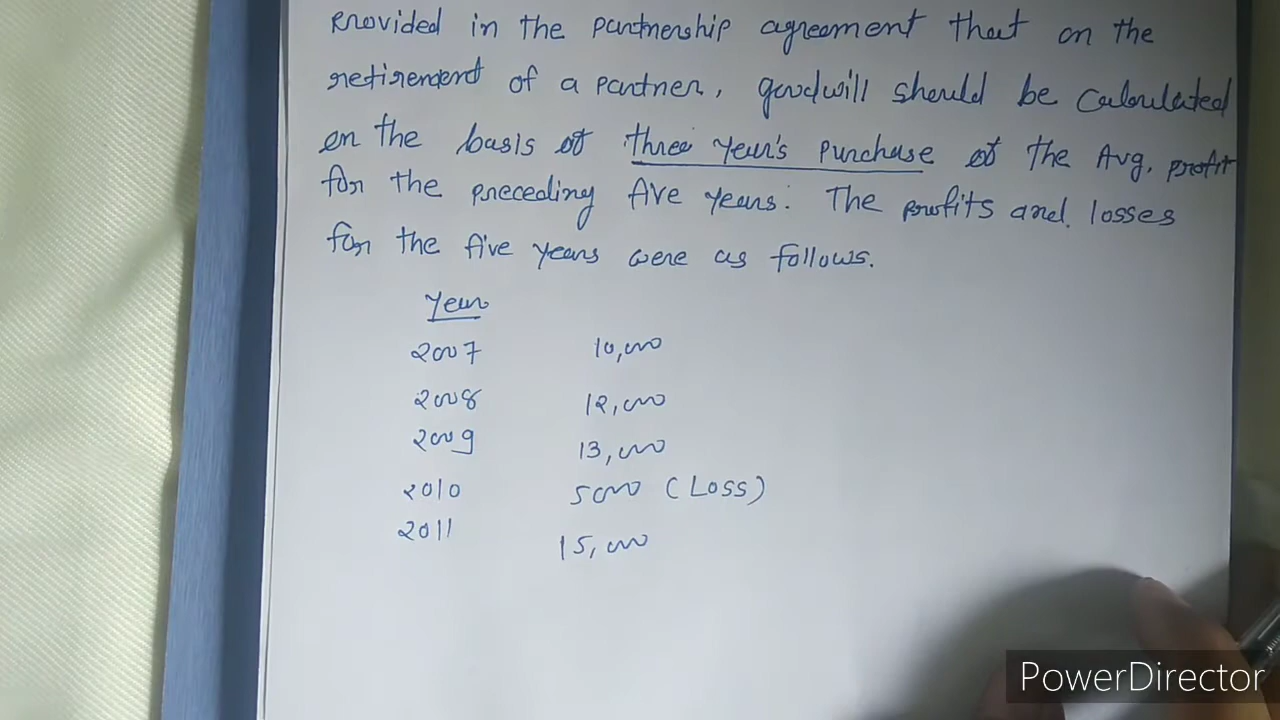 Provided in the partnership agreement that on the
retirement of a partner, goodwill should be calculated
on the basis of three year's purchase of the Avg. profit
for the preceding five years. The profits and losses
for the five years were as follows.
Year
2007 10,000
2008 12,000
2009 13,000
2010 5000 (Loss)
2011 15,000
PowerDirector